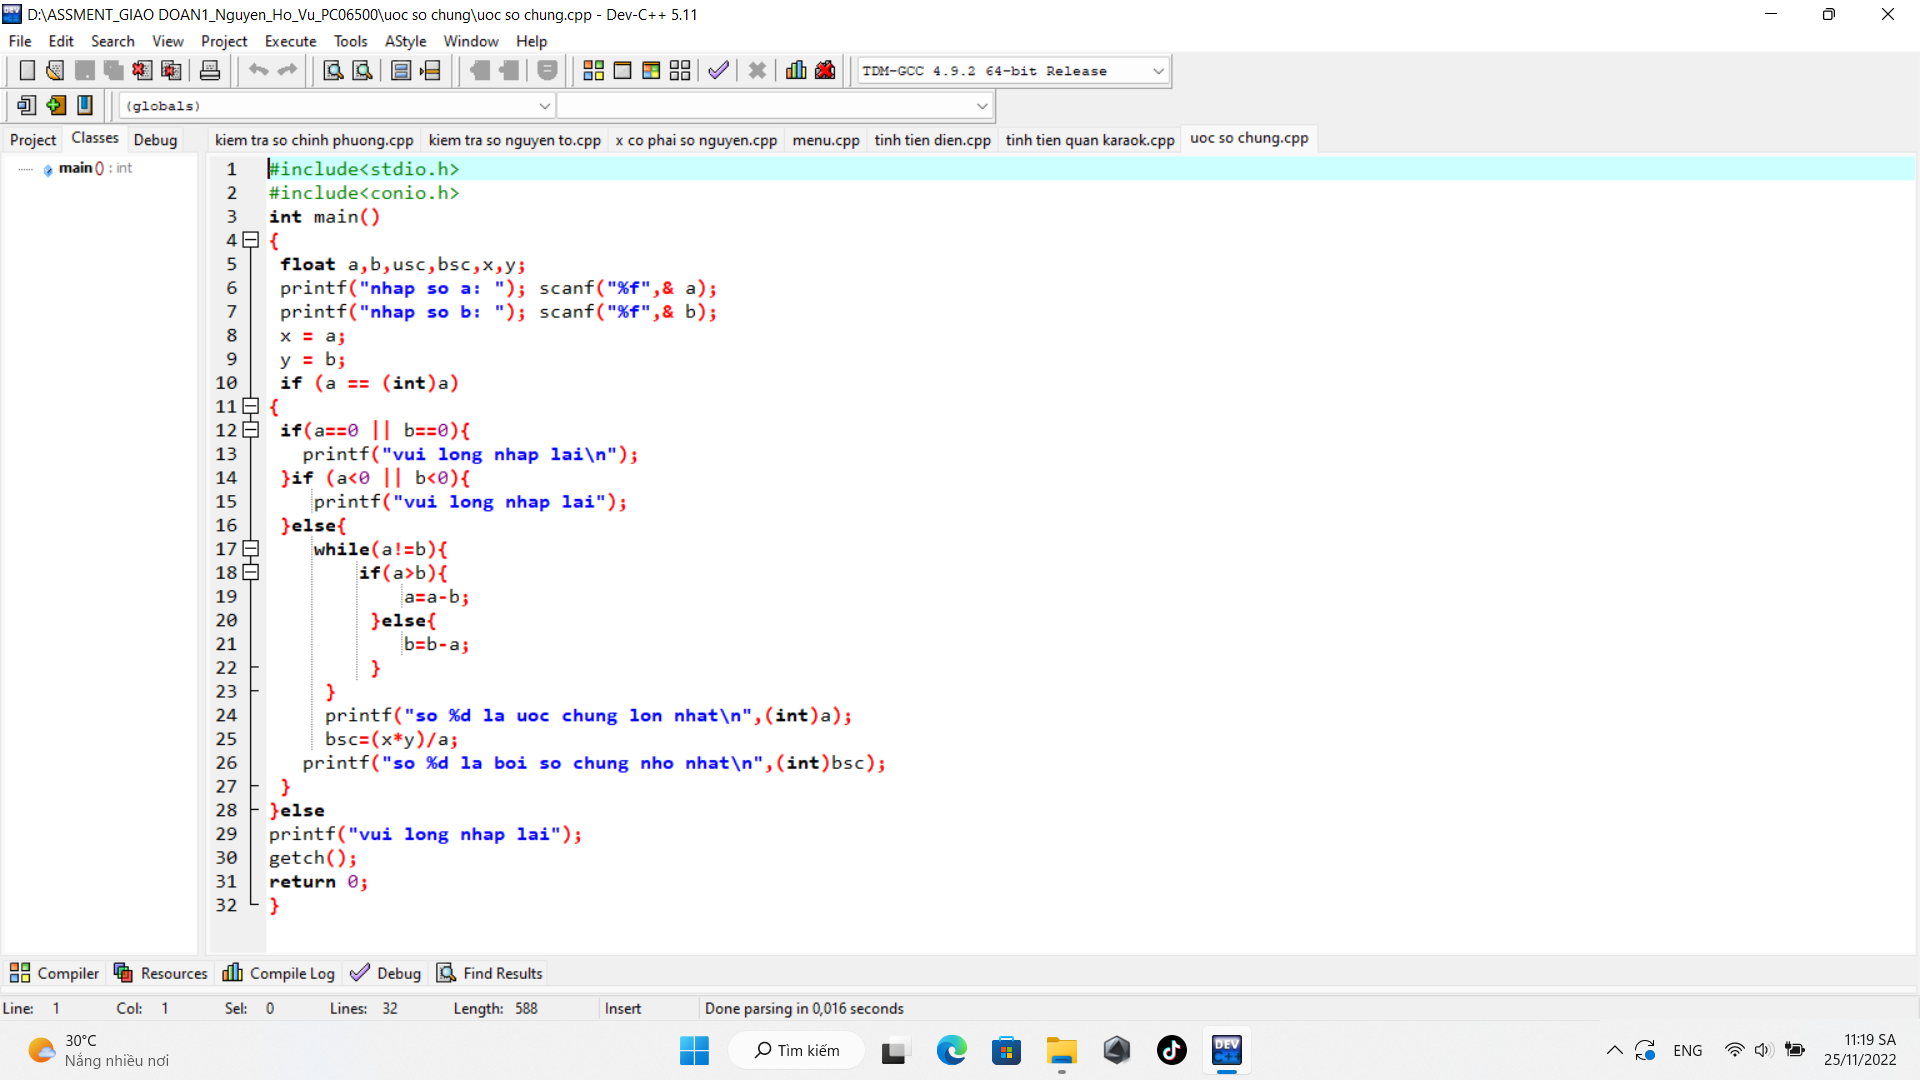 D:\ASSMENT_GIAO DOAN1_Nguyen_Ho_Vu_PC06500\uoc so chung\uoc so chung.cpp - Dev-C++ 5.11
File Edit Search View Project Execute Tools AStyle Window Help
TDM-GCC 4.9.2 64-bit Release
(globals)
Project Classes Debug kiem tra so chinh phuong.cpp kiem tra so nguyen to.cpp x co phai so nguyen.cpp menu.cpp tinh tien dien.cpp tinh tien quan karaok.cpp uoc so chung.cpp
main () : int
1 #include<stdio.h>
2 #include<conio.h>
3 int main()
4 {
5 float a,b,usc,bsc,x,y;
6 printf("nhap so a: "); scanf("%f",& a);
7 printf("nhap so b: "); scanf("%f",& b);
8 x = a;
9 y = b;
10 if (a == (int)a)
11 {
12 if(a==0 || b==0){
13 printf("vui long nhap lai\n");
14 }if (a<0 || b<0){
15 printf("vui long nhap lai");
16 }else{
17 while(a!=b){
18 if(a>b){
19 a=a-b;
20 }else{
21 b=b-a;
22 }
23 }
24 printf("so %d la uoc chung lon nhat\n",(int)a);
25 bsc=(x*y)/a;
26 printf("so %d la boi so chung nho nhat\n",(int)bsc);
27 }
28 }else
29 printf("vui long nhap lai");
30 getch();
31 return 0;
32 }
Compiler Resources Compile Log Debug Find Results
Line: 1 Col: 1 Sel: 0 Lines: 32 Length: 588 Insert Done parsing in 0,016 seconds
30°C
Nắng nhiều nơi
Tìm kiếm
DEV
C++
ENG
11:19 SA
25/11/2022